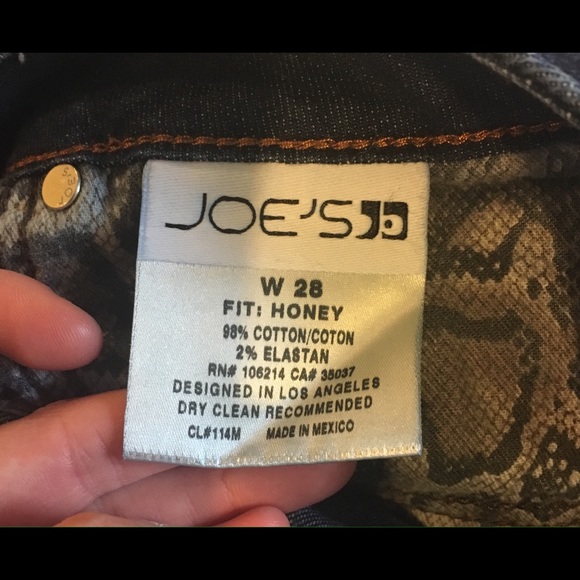 JOE'S
W 28
FIT: HONEY
98% COTTON/COTON
2% ELASTAN
RN# 106214 CA# 35037
DESIGNED IN LOS ANGELES
DRY CLEAN RECOMMENDED
CL#114M MADE IN MEXICO